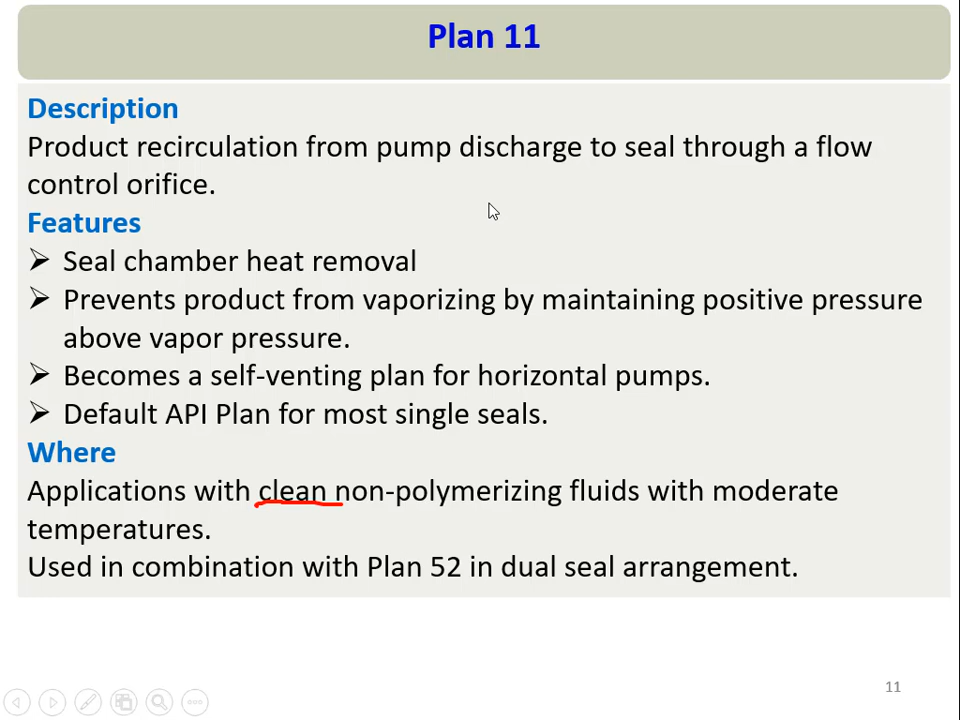 Plan 11
Description
Product recirculation from pump discharge to seal through a flow
control orifice.
Features
➢ Seal chamber heat removal
➢ Prevents product from vaporizing by maintaining positive pressure
above vapor pressure.
➢ Becomes a self-venting plan for horizontal pumps.
➢ Default API Plan for most single seals.
Where
Applications with clean non-polymerizing fluids with moderate
temperatures.
Used in combination with Plan 52 in dual seal arrangement.
11